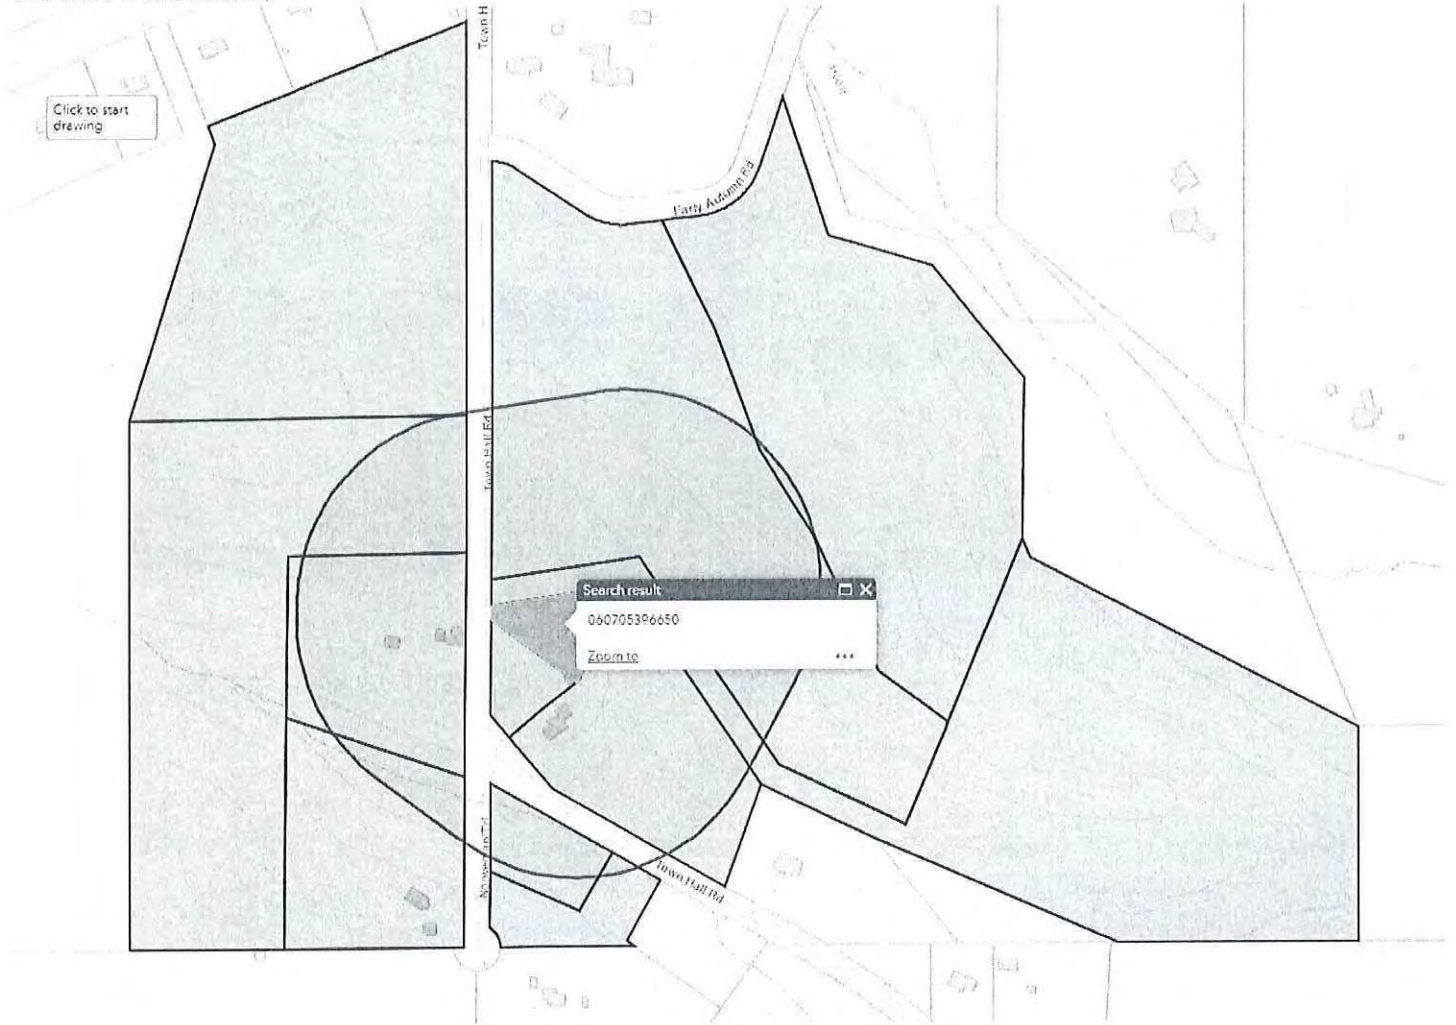 Town H
Click to start
drawing
Early Autumn Rd
Town Hall Rd
Search result
060705396650
Zoom to
Town Hall Rd